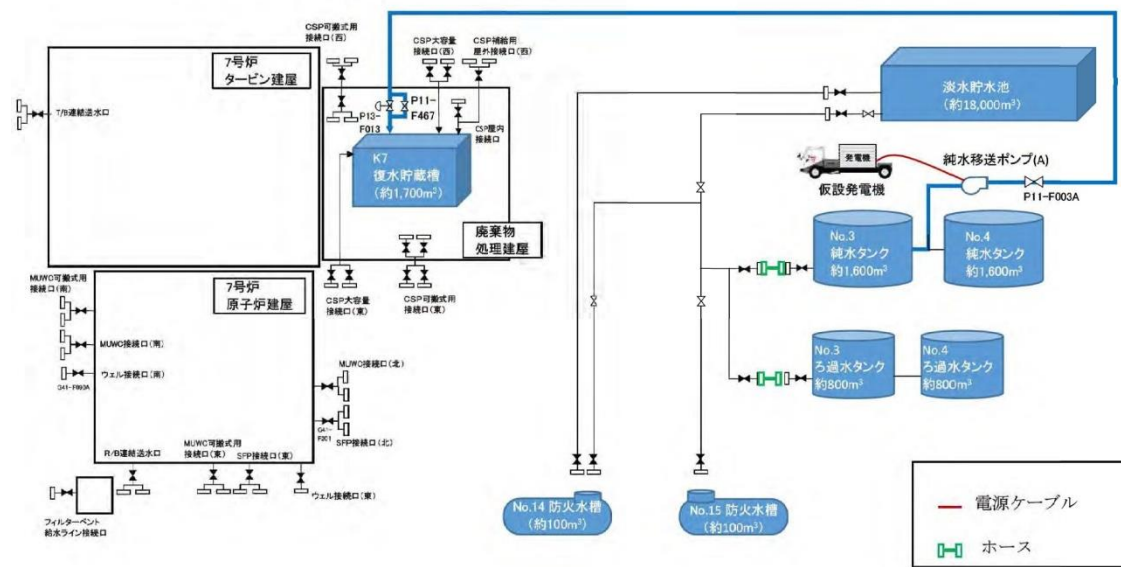 CSP可搬式用
接続口(西)
CSP大容量
接続口(西)
CSP補給用
屋外接続口(西)
7号炉
タービン建屋
T/B連結送水口
P13-
F013
P11-
F467
CSP屋内
接続口
K7
復水貯蔵槽
(約1,700m³)
廃棄物
処理建屋
淡水貯水池
(約18,000m³)
発電機
仮設発電機
純水移送ポンプ(A)
P11-F003A
No.3
純水タンク
約1,600m³
No.4
純水タンク
約1,600m³
No.3
ろ過水タンク
約800m³
No.4
ろ過水タンク
約800m³
CSP大容量
接続口(東)
CSP可搬式用
接続口(東)
7号炉
原子炉建屋
MUWC可搬式用
接続口(南)
MUWC接続口(南)
ウェル接続口(南)
MUWC接続口(北)
SFP接続口(北)
R/B連結送水口
MUWC可搬式用
接続口(東)
SFP接続口(東)
ウェル接続口(東)
フィルターベント
給水ライン接続口
No.14 防火水槽
(約100m³)
No.15 防火水槽
(約100m³)
電源ケーブル
ホース